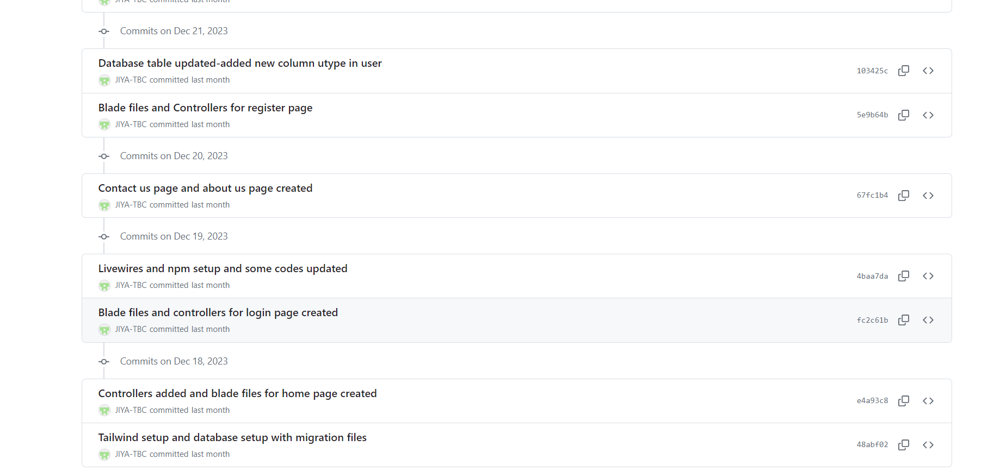 JIYA-TBC committed last month
Commits on Dec 21, 2023
Database table updated-added new column utype in user
JIYA-TBC committed last month
103425c
Blade files and Controllers for register page
JIYA-TBC committed last month
5e9b64b
Commits on Dec 20, 2023
Contact us page and about us page created
JIYA-TBC committed last month
67fc1b4
Commits on Dec 19, 2023
Livewires and npm setup and some codes updated
JIYA-TBC committed last month
4baa7da
Blade files and controllers for login page created
JIYA-TBC committed last month
fc2c61b
Commits on Dec 18, 2023
Controllers added and blade files for home page created
JIYA-TBC committed last month
e4a93c8
Tailwind setup and database setup with migration files
JIYA-TBC committed last month
48abf02